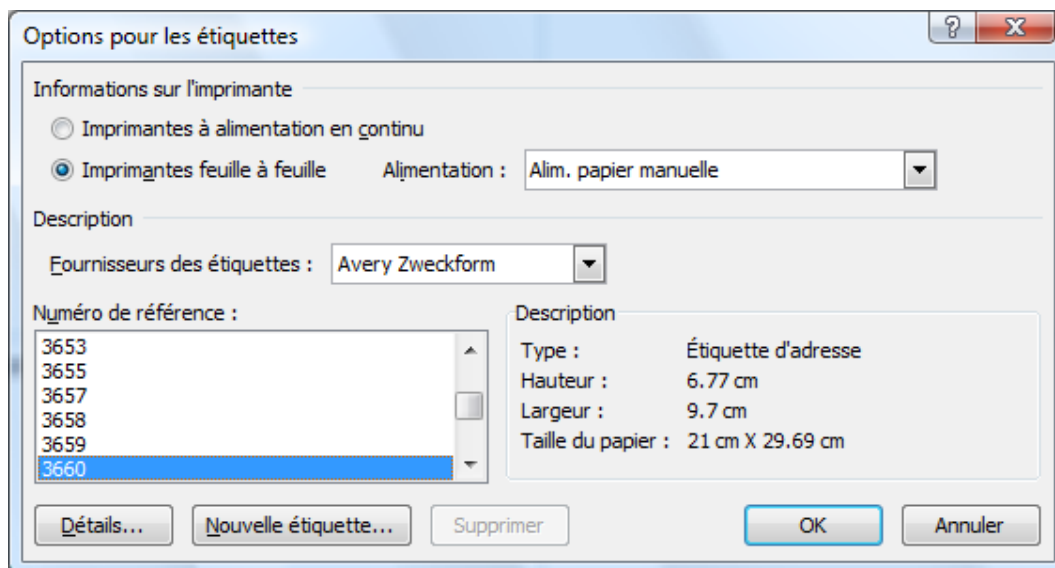 Options pour les étiquettes
Informations sur l'imprimante
Imprimantes à alimentation en continu
Imprimantes feuille à feuille Alimentation : Alim. papier manuelle
Description
Fournisseurs des étiquettes : Avery Zweckform
Numéro de référence :
3653
3655
3657
3658
3659
3660
Description
Type : Étiquette d'adresse
Hauteur : 6.77 cm
Largeur : 9.7 cm
Taille du papier : 21 cm X 29.69 cm
Détails... Nouvelle étiquette... Supprimer OK Annuler